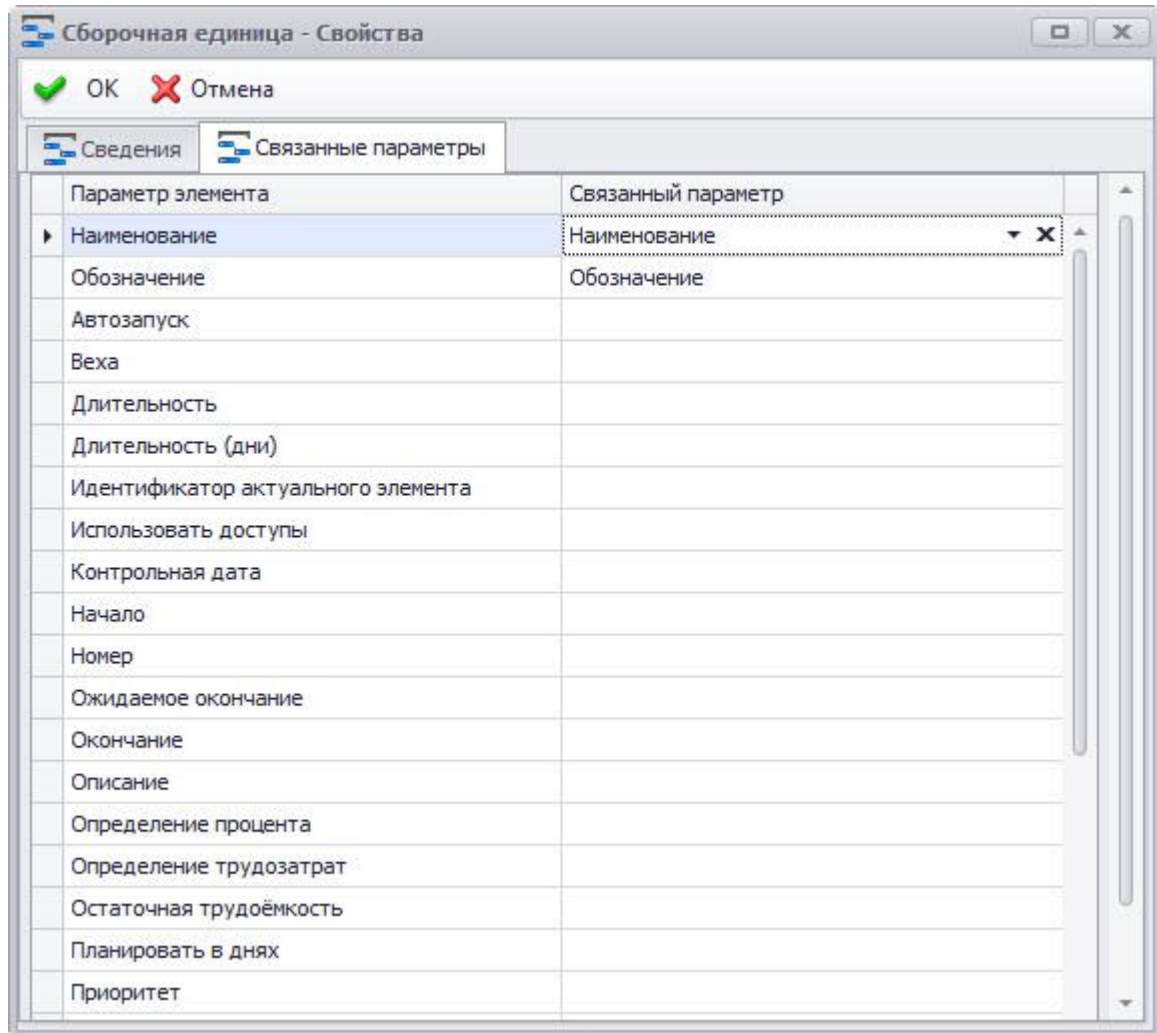 Сборочная единица - Свойства
ОК Отмена
Сведения Связанные параметры
Параметр элемента Связанный параметр
Наименование Наименование
Обозначение Обозначение
Автозапуск
Веха
Длительность
Длительность (дни)
Идентификатор актуального элемента
Использовать доступы
Контрольная дата
Начало
Номер
Ожидаемое окончание
Окончание
Описание
Определение процента
Определение трудозатрат
Остаточная трудоёмкость
Планировать в днях
Приоритет